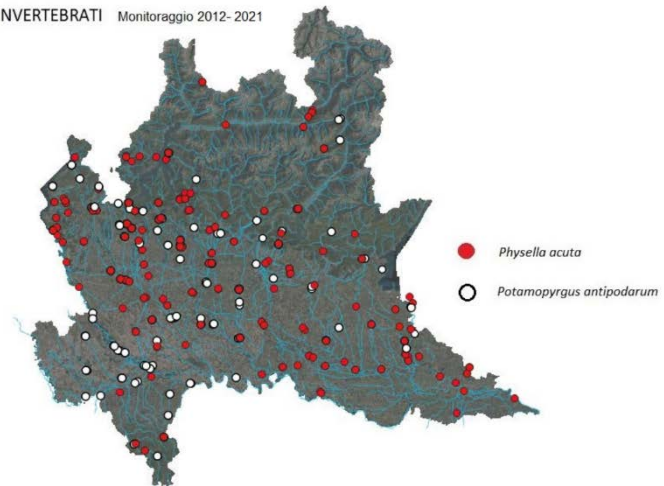 NVERTEBRATI Monitoraggio 2012- 2021
Physella acuta
Potamopyrgus antipodarum